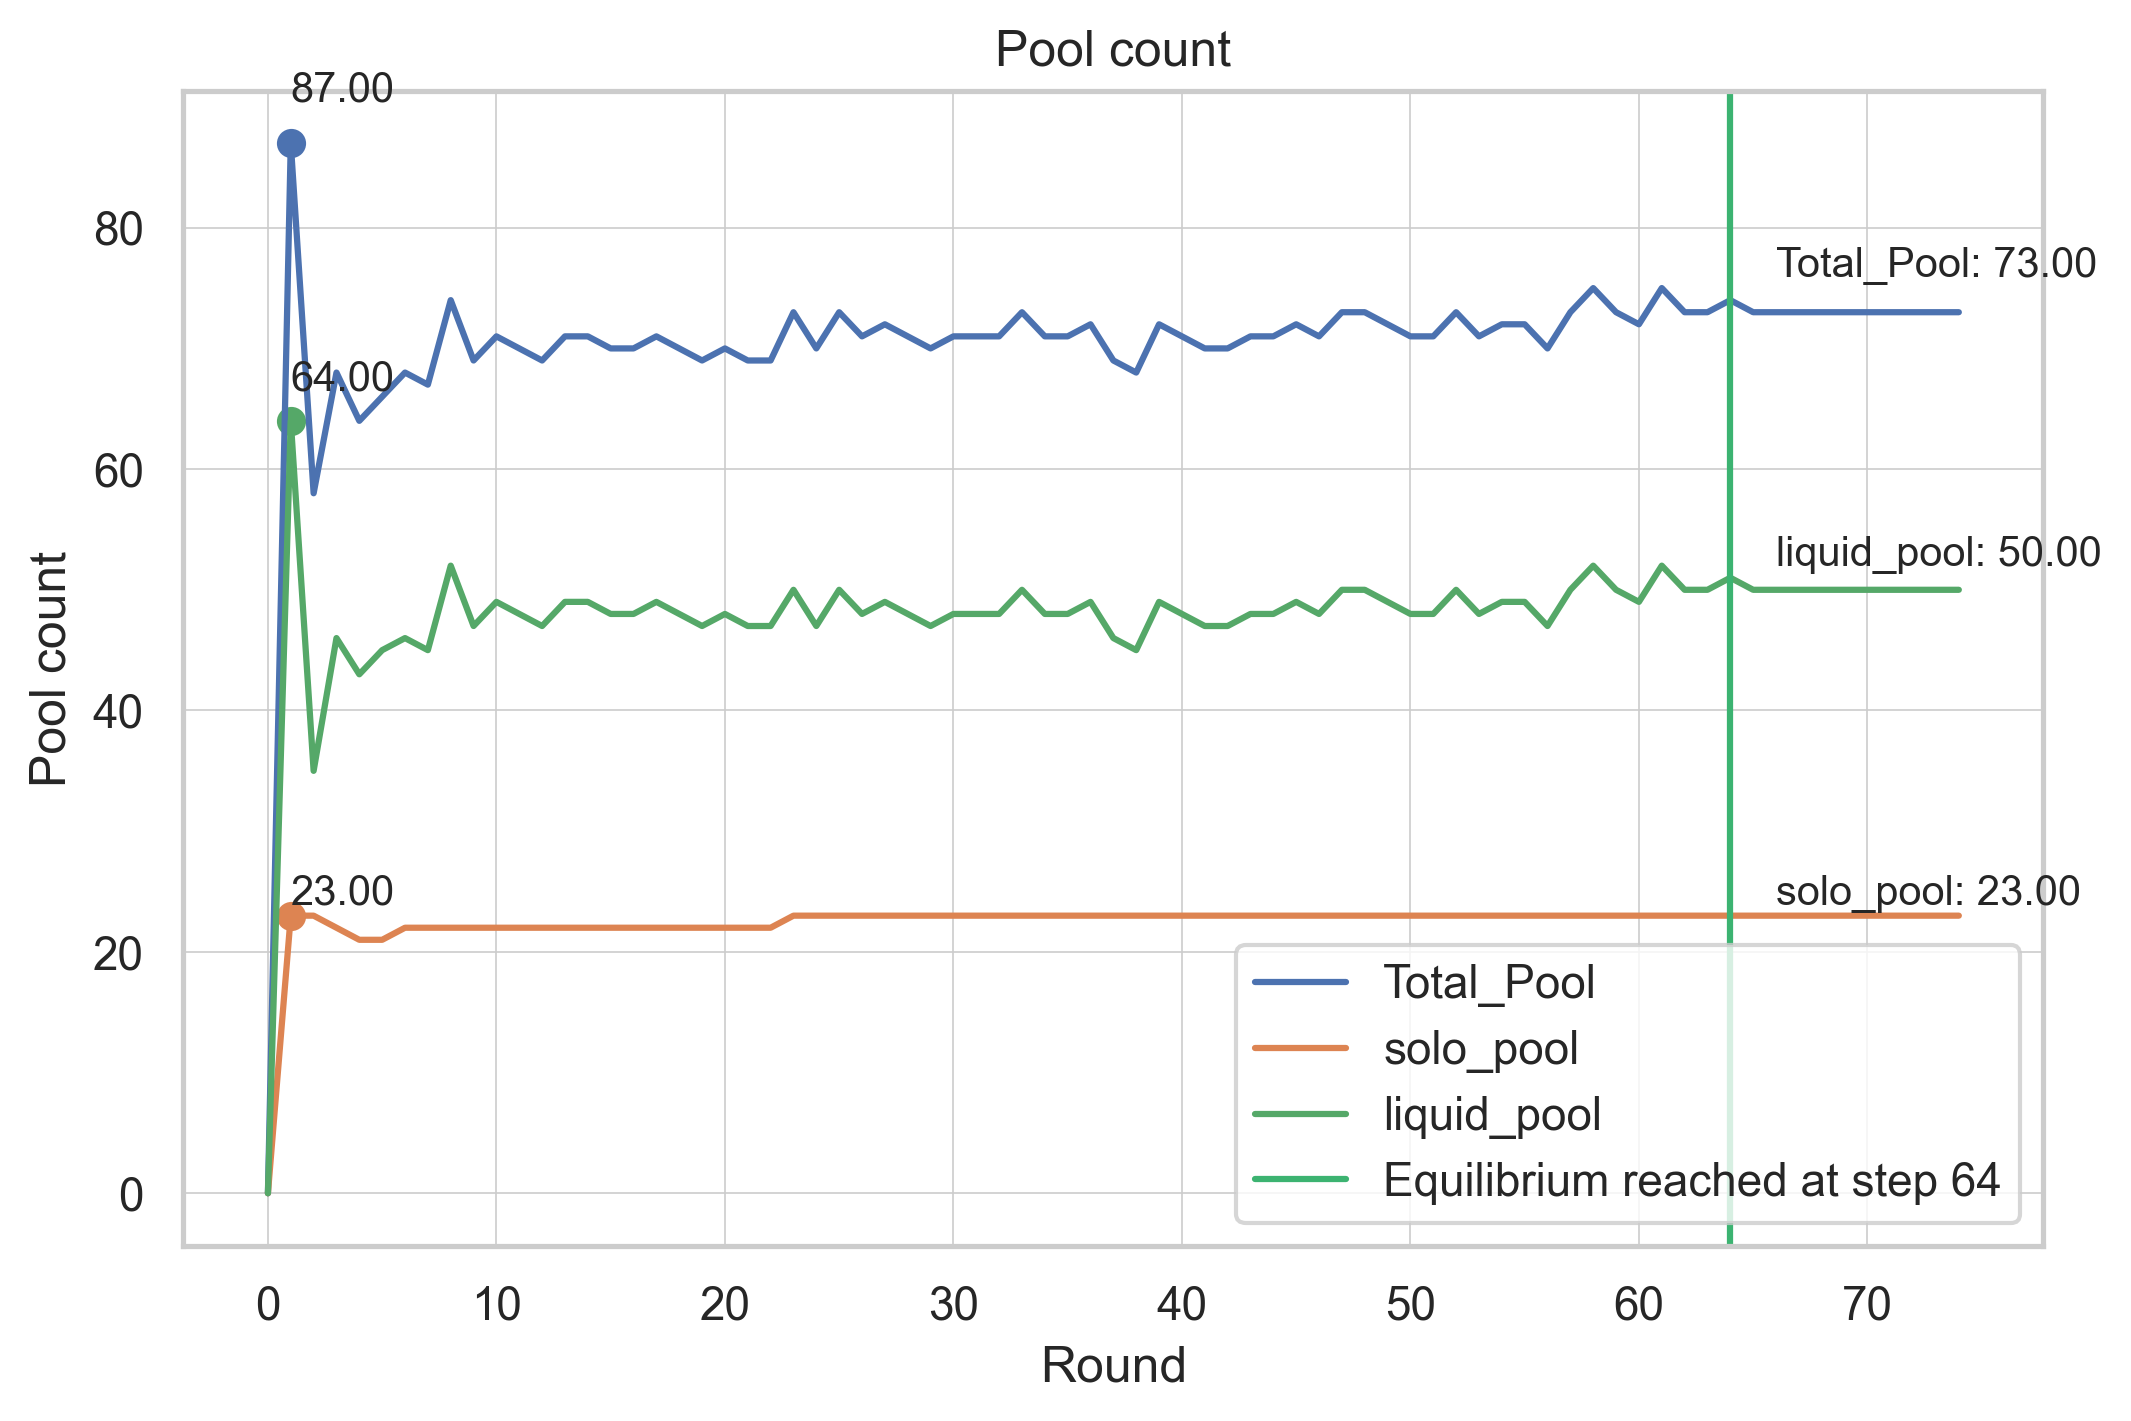 Pool count
87.00
80
Total_Pool: 73.00
64.00
60
liquid_pool: 50.00
Pool count
40
23.00
solo_pool: 23.00
20
Total_Pool
solo_pool
liquid_pool
Equilibrium reached at step 64
0
0 10 20 30 40 50 60 70
Round